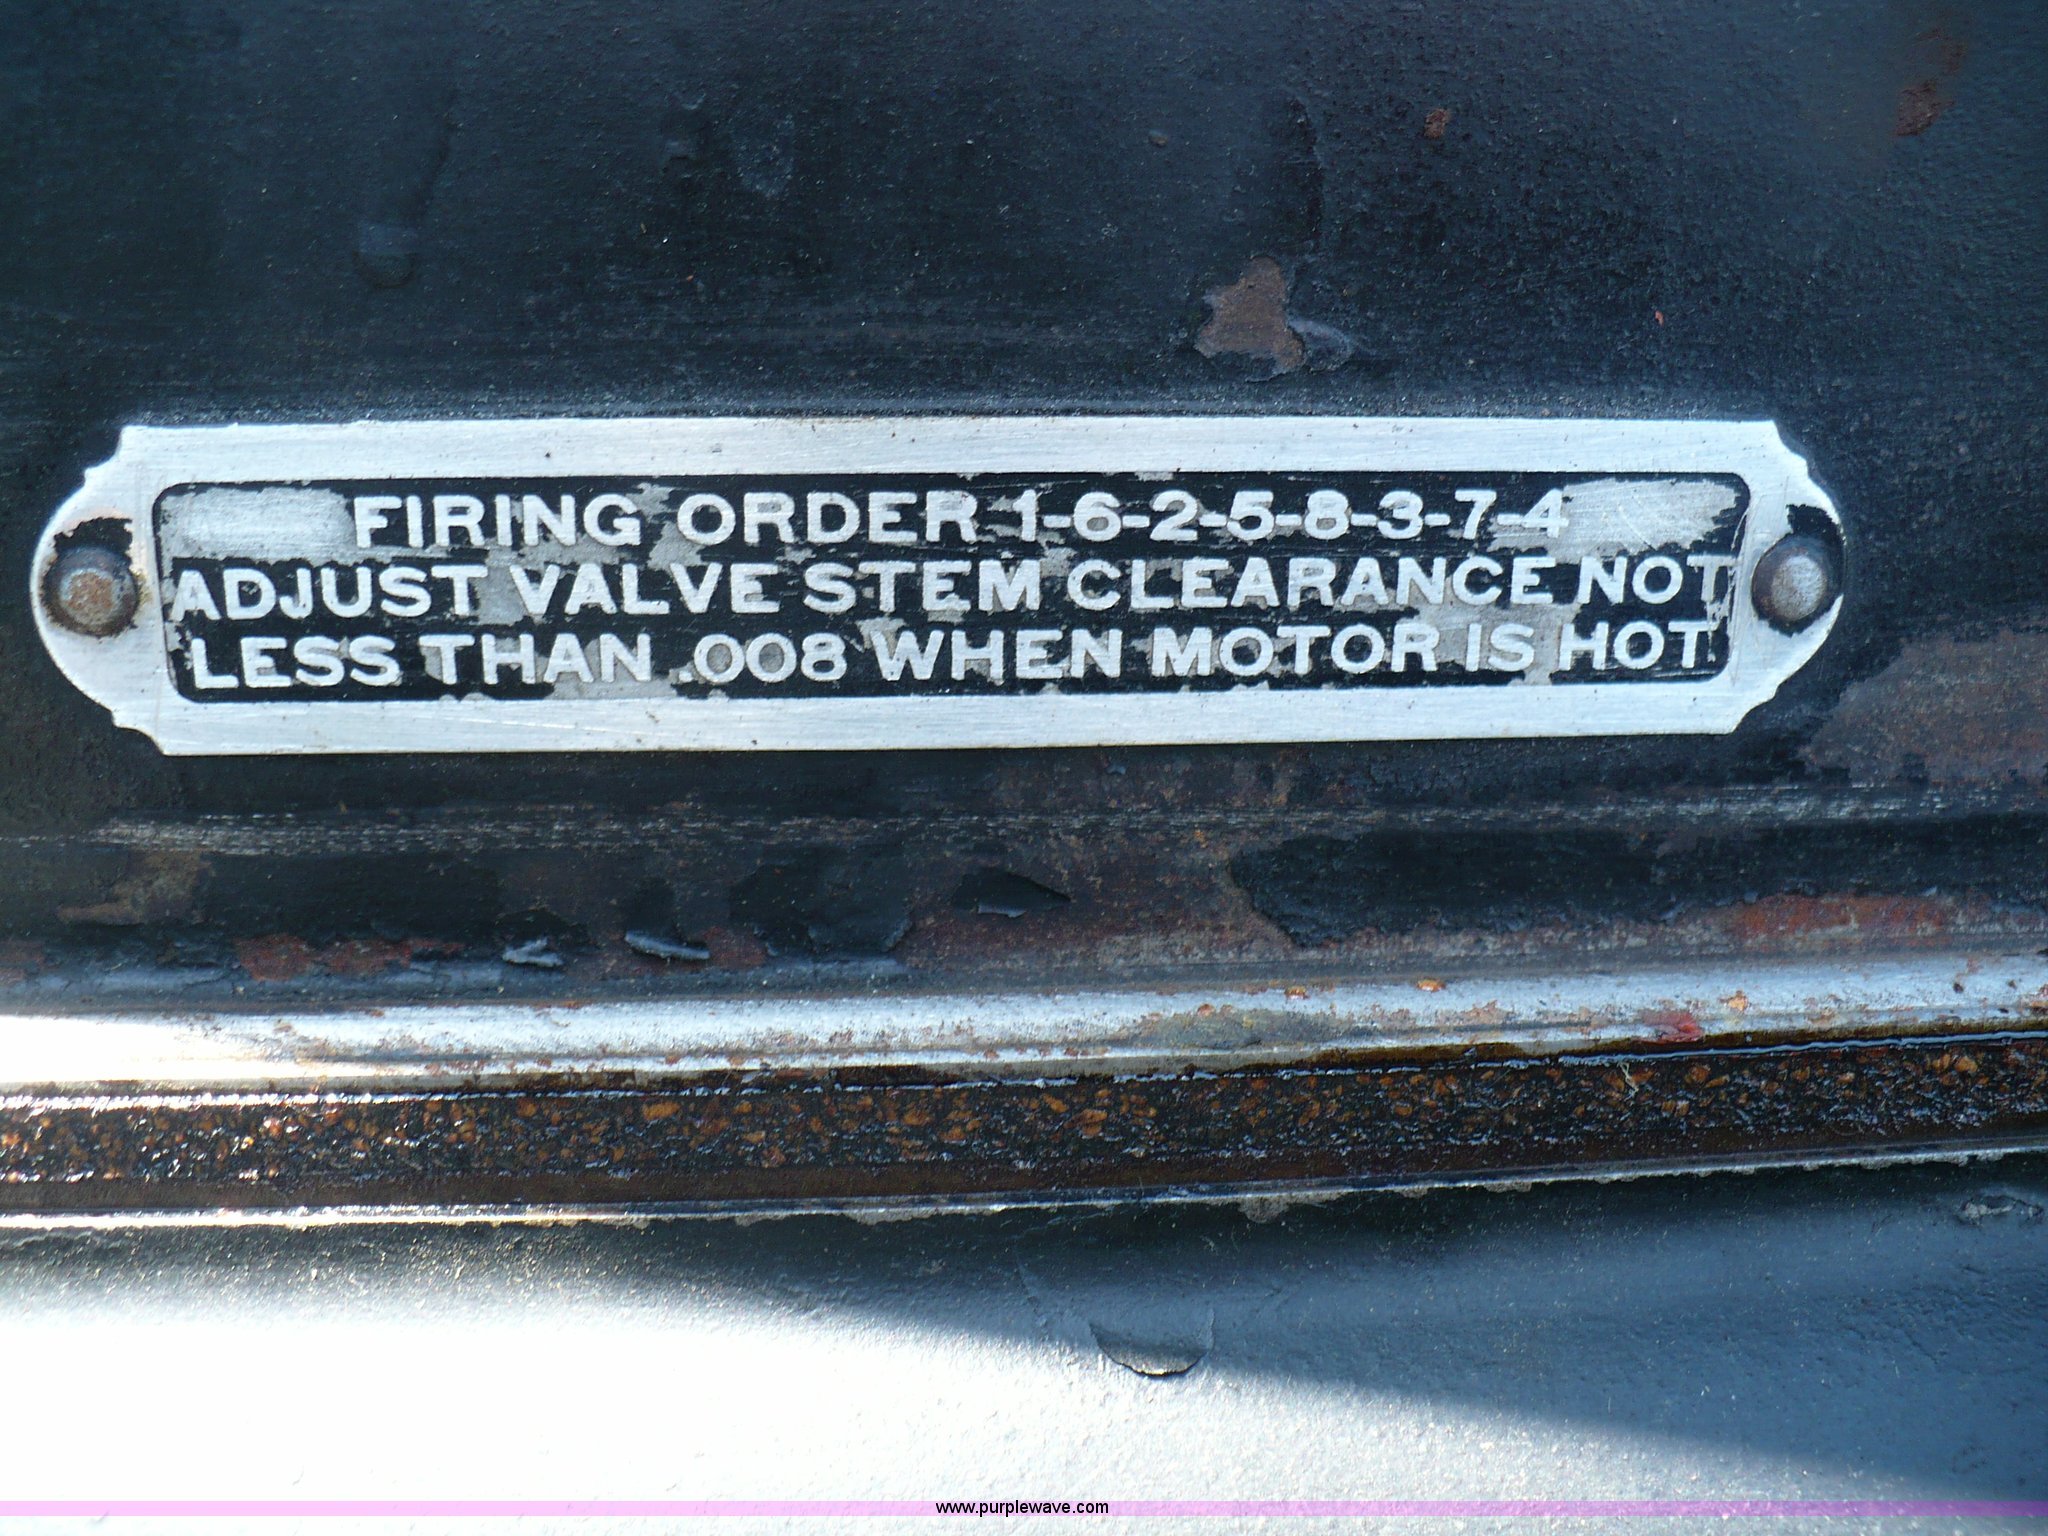 FIRING ORDER 1-6-2-5-8-3-7-4
ADJUST VALVE STEM CLEARANCE NOT
LESS THAN .008 WHEN MOTOR IS HOT.
www.purplewave.com